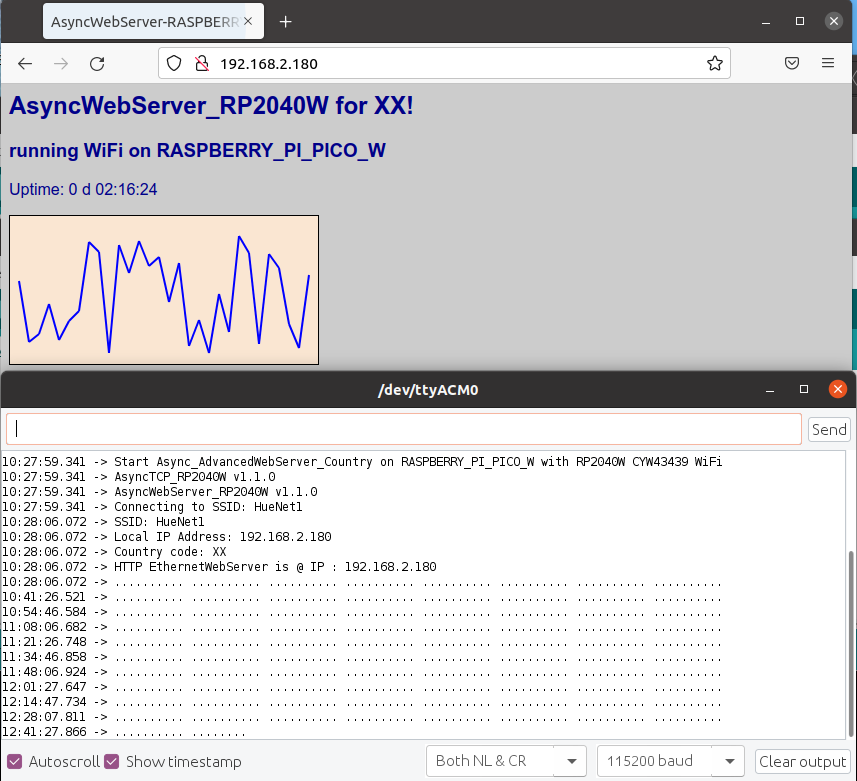 AsyncWebServer-RASPBERR
192.168.2.180
AsyncWebServer_RP2040W for XX!
running WiFi on RASPBERRY_PI_PICO_W
Uptime: 0 d 02:16:24
/dev/ttyACM0
Send
10:27:59.341 -> Start Async_AdvancedWebServer_Country on RASPBERRY_PI_PICO_W with RP2040W CYW43439 WiFi
10:27:59.341 -> AsyncTCP_RP2040W v1.1.0
10:27:59.341 -> AsyncWebServer_RP2040W v1.1.0
10:27:59.341 -> Connecting to SSID: HueNet1
10:28:06.072 -> SSID: HueNet1
10:28:06.072 -> Local IP Address: 192.168.2.180
10:28:06.072 -> Country code: XX
10:28:06.072 -> HTTP EthernetWebServer is @ IP : 192.168.2.180
10:28:06.072 -> .......... .......... .......... .......... .......... .......... .......... ..........
10:41:26.521 -> .......... .......... .......... .......... .......... .......... .......... ..........
10:54:46.584 -> .......... .......... .......... .......... .......... .......... .......... ..........
11:08:06.682 -> .......... .......... .......... .......... .......... .......... .......... ..........
11:21:26.748 -> .......... .......... .......... .......... .......... .......... .......... ..........
11:34:46.858 -> .......... .......... .......... .......... .......... .......... .......... ..........
11:48:06.924 -> .......... .......... .......... .......... .......... .......... .......... ..........
12:01:27.647 -> .......... .......... .......... .......... .......... .......... .......... ..........
12:14:47.734 -> .......... .......... .......... .......... .......... .......... .......... ..........
12:28:07.811 -> .......... .......... .......... .......... .......... .......... .......... ..........
12:41:27.866 -> .......... ........
Autoscroll Show timestamp Both NL & CR 115200 baud Clear output